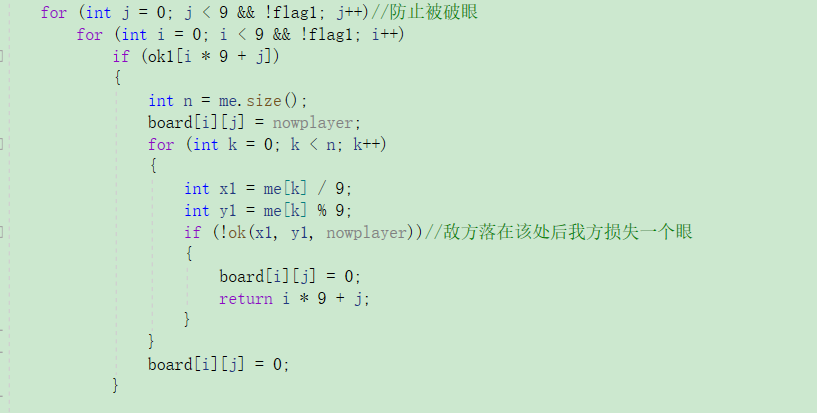 for (int j = 0; j < 9 && !flag1; j++)//防止被破眼
for (int i = 0; i < 9 && !flag1; i++)
if (ok1[i * 9 + j])
{
int n = me.size();
board[i][j] = nowplayer;
for (int k = 0; k < n; k++)
{
int x1 = me[k] / 9;
int y1 = me[k] % 9;
if (!ok(x1, y1, nowplayer))//敌方落在该处后我方损失一个眼
{
board[i][j] = 0;
return i * 9 + j;
}
}
board[i][j] = 0;
}